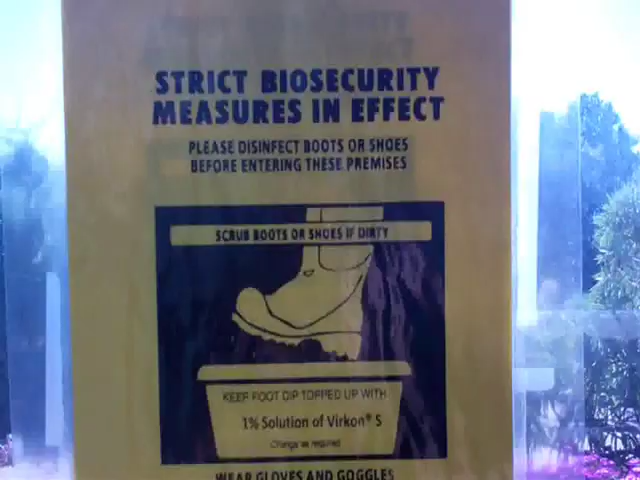 STRICT BIOSECURITY
MEASURES IN EFFECT
PLEASE DISINFECT BOOTS OR SHOES
BEFORE ENTERING THESE PREMISES
SCRUB BOOTS OR SHOES IF DIRTY
KEEP FOOT DIP TOPPED UP WITH
1% Solution of Virkon® S
Change as required
WEAR GLOVES AND GOGGLES